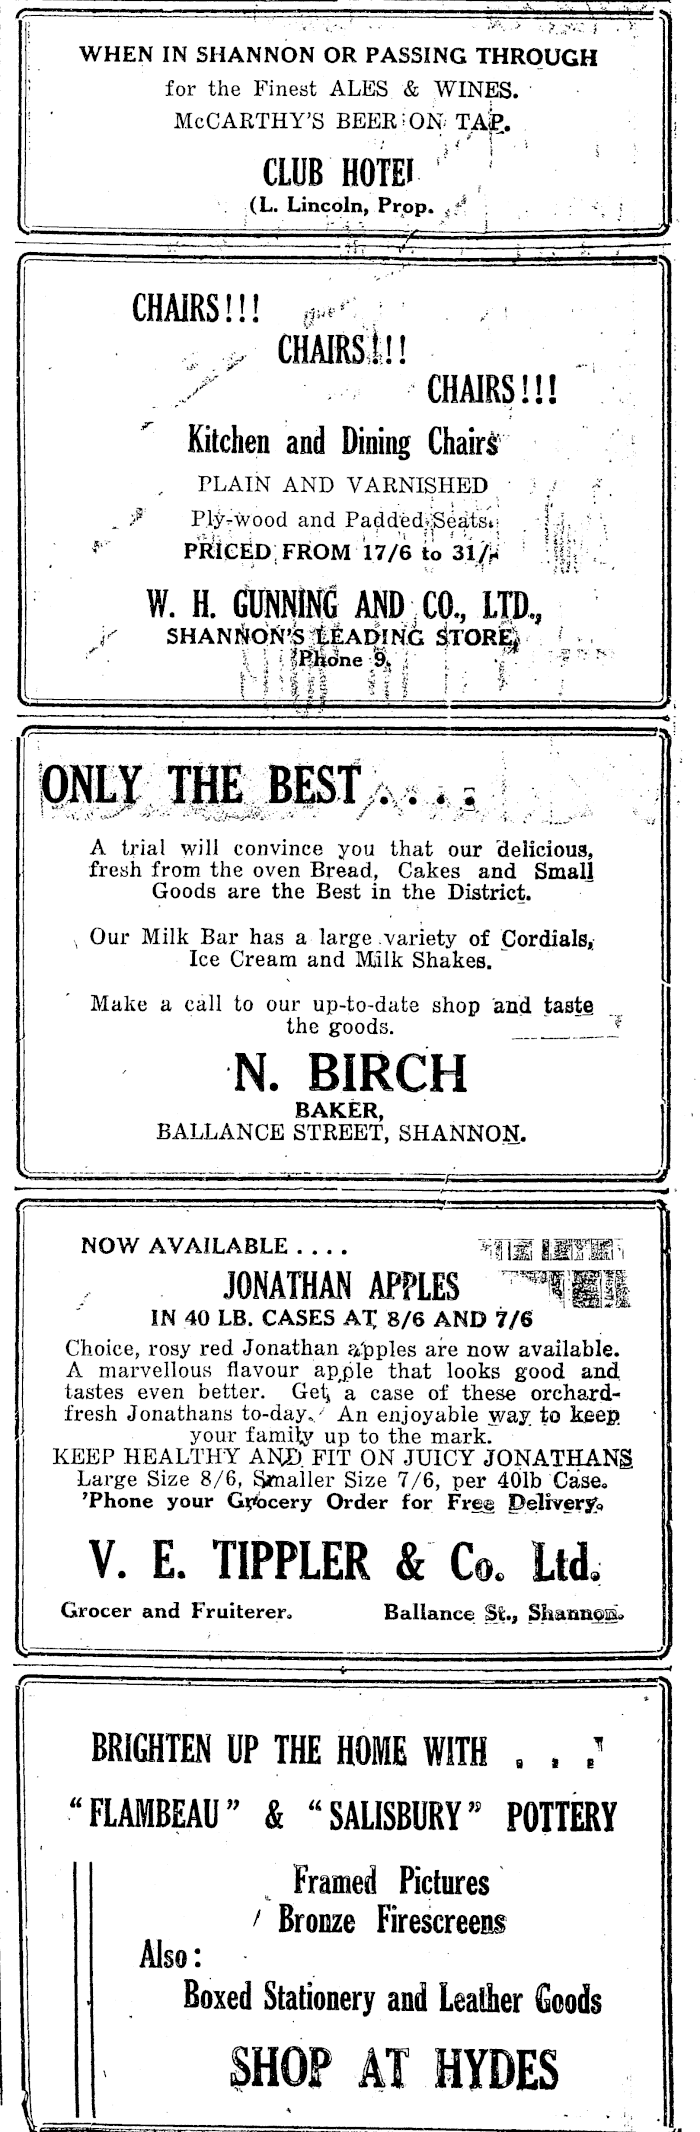 WHEN IN SHANNON OR PASSING THROUGH
for the Finest ALES & WINES.
McCARTHY'S BEER ON TAP.
CLUB HOTEL
(L. Lincoln, Prop.
CHAIRS!!!
CHAIRS!!!
CHAIRS!!!
Kitchen and Dining Chairs
PLAIN AND VARNISHED
Ply-wood and Padded Seats.
PRICED FROM 17/6 to 31/-
W. H. GUNNING AND CO., LTD.,
SHANNON'S LEADING STORE,
'Phone 9.
ONLY THE BEST . . . .
A trial will convince you that our delicious,
fresh from the oven Bread, Cakes and Small
Goods are the Best in the District.
Our Milk Bar has a large variety of Cordials,
Ice Cream and Milk Shakes.
Make a call to our up-to-date shop and taste
the goods.
N. BIRCH
BAKER,
BALLANCE STREET, SHANNON.
NOW AVAILABLE . . . .
JONATHAN APPLES
IN 40 LB. CASES AT 8/6 AND 7/6
Choice, rosy red Jonathan apples are now available.
A marvellous flavour apple that looks good and
tastes even better. Get a case of these orchard-
fresh Jonathans to-day. An enjoyable way to keep
your family up to the mark.
KEEP HEALTHY AND FIT ON JUICY JONATHANS
Large Size 8/6, Smaller Size 7/6, per 40lb Case.
'Phone your Grocery Order for Free Delivery.
V. E. TIPPLER & Co. Ltd.
Grocer and Fruiterer. Ballance St., Shannon.
BRIGHTEN UP THE HOME WITH . . .
"FLAMBEAU" & "SALISBURY" POTTERY
Framed Pictures
Bronze Firescreens
Also:
Boxed Stationery and Leather Goods
SHOP AT HYDES